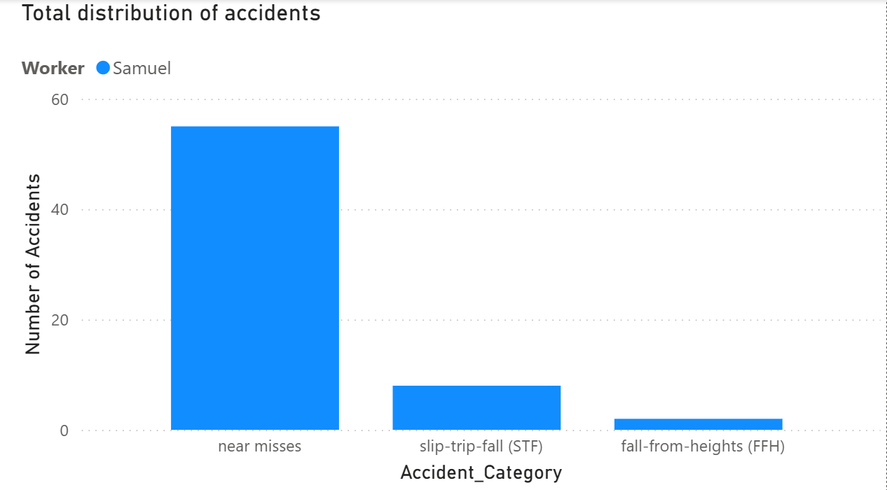 Total distribution of accidents
Worker Samuel
60
40
20
0
Number of Accidents
near misses slip-trip-fall (STF) fall-from-heights (FFH)
Accident_Category